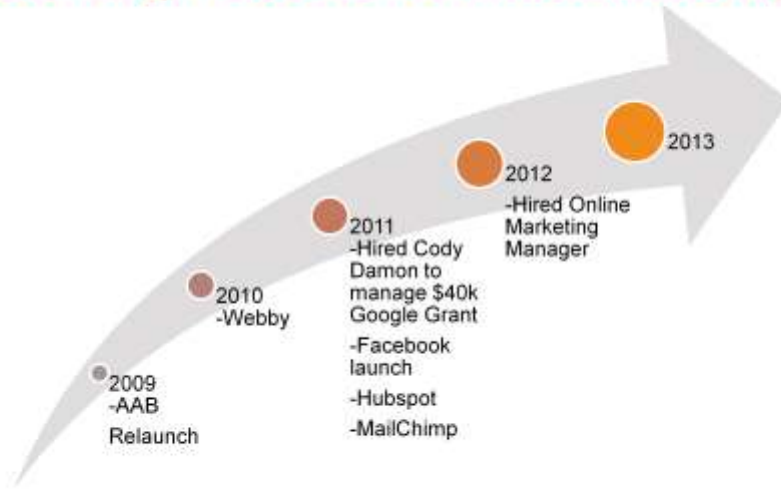 2009
-AAB
Relaunch
2010
-Webby
2011
-Hired Cody
Damon to
manage $40k
Google Grant
-Facebook
launch
-Hubspot
-MailChimp
2012
-Hired Online
Marketing
Manager
2013